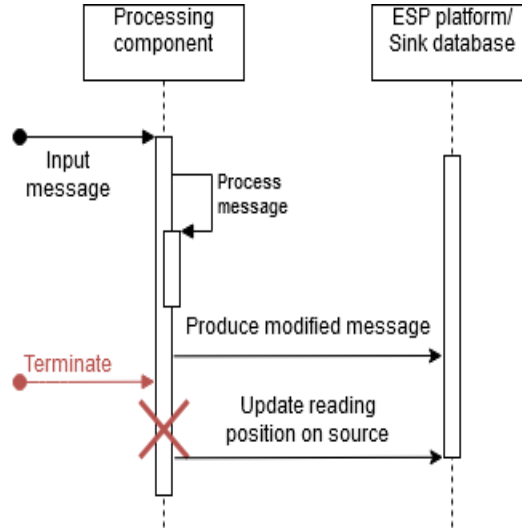 Processing
component
ESP platform/
Sink database
Input
message
Process
message
Produce modified message
Terminate
Update reading
position on source